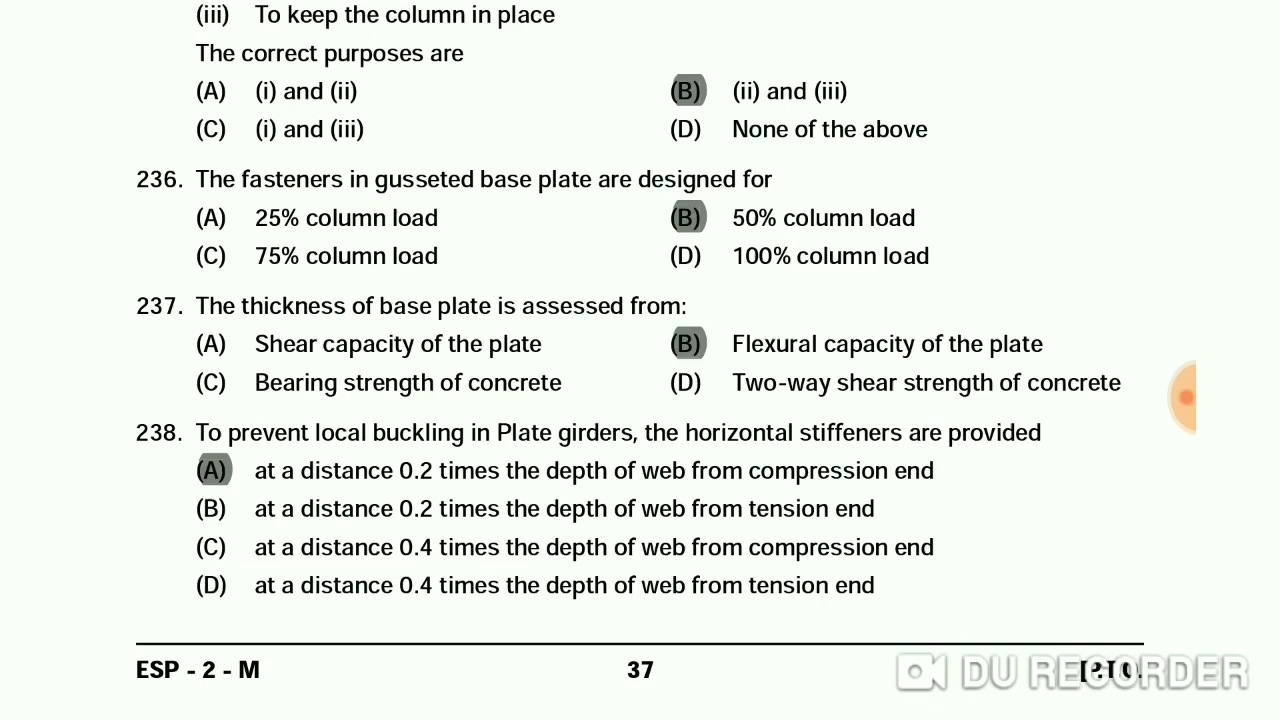 (iii) To keep the column in place
The correct purposes are
(A) (i) and (ii) (B) (ii) and (iii)
(C) (i) and (iii) (D) None of the above
236. The fasteners in gusseted base plate are designed for
(A) 25% column load (B) 50% column load
(C) 75% column load (D) 100% column load
237. The thickness of base plate is assessed from:
(A) Shear capacity of the plate (B) Flexural capacity of the plate
(C) Bearing strength of concrete (D) Two-way shear strength of concrete
238. To prevent local buckling in Plate girders, the horizontal stiffeners are provided
(A) at a distance 0.2 times the depth of web from compression end
(B) at a distance 0.2 times the depth of web from tension end
(C) at a distance 0.4 times the depth of web from compression end
(D) at a distance 0.4 times the depth of web from tension end
ESP - 2 - M 37 [P.T.O.
DU RECORDER